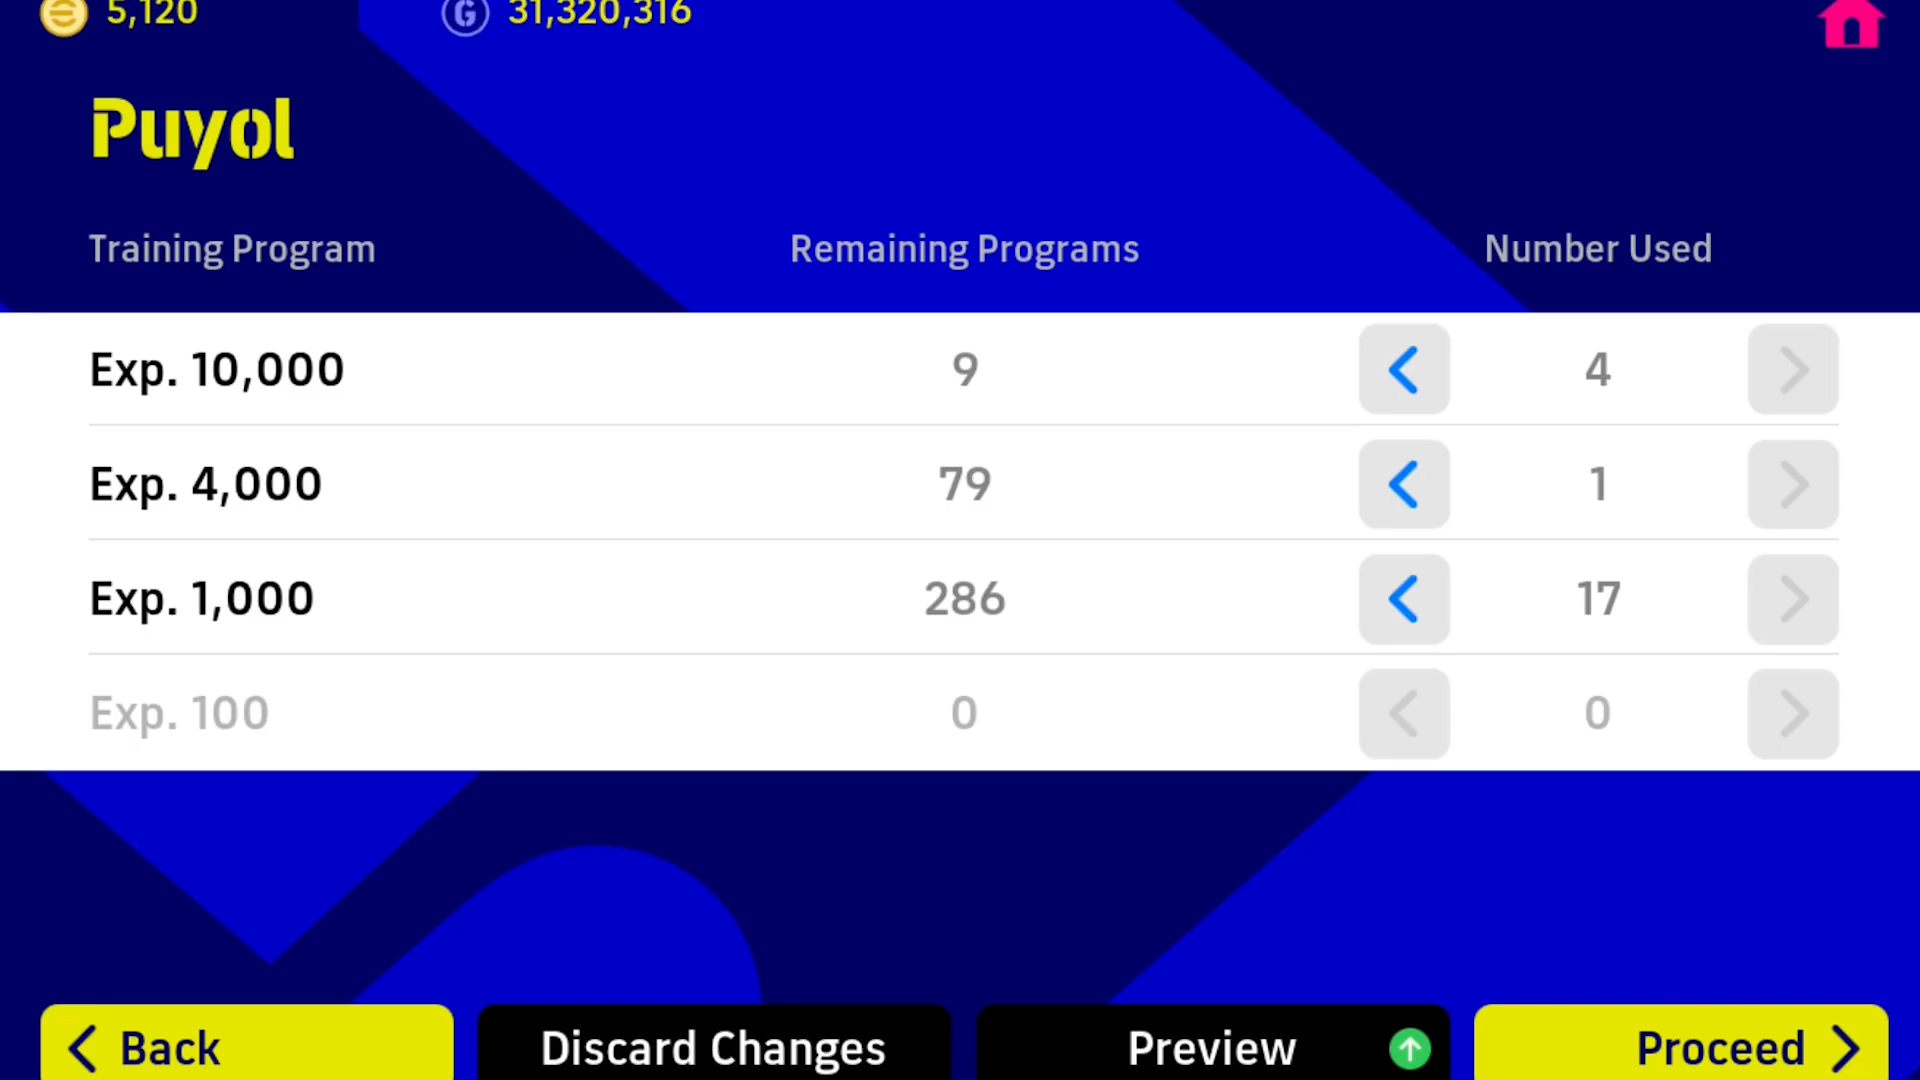 5,120 31,320,316
Puyol
Training Program Remaining Programs Number Used
Exp. 10,000 9 4
Exp. 4,000 79 1
Exp. 1,000 286 17
Exp. 100 0 0
Back Discard Changes Preview Proceed